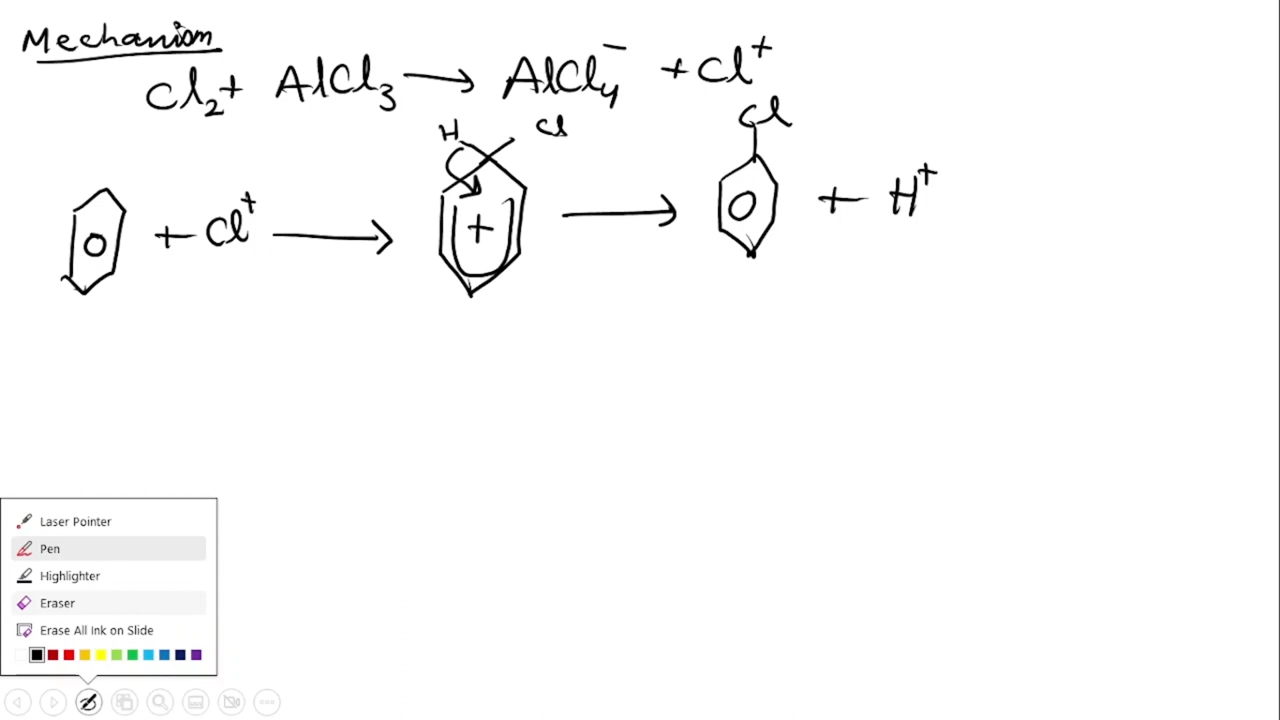 Mechanism
Cl₂ + AlCl₃ → AlCl₄⁻ + Cl⁺
H Cl
Cl
+ Cl⁺ → + → + H⁺
Laser Pointer
Pen
Highlighter
Eraser
Erase All Ink on Slide